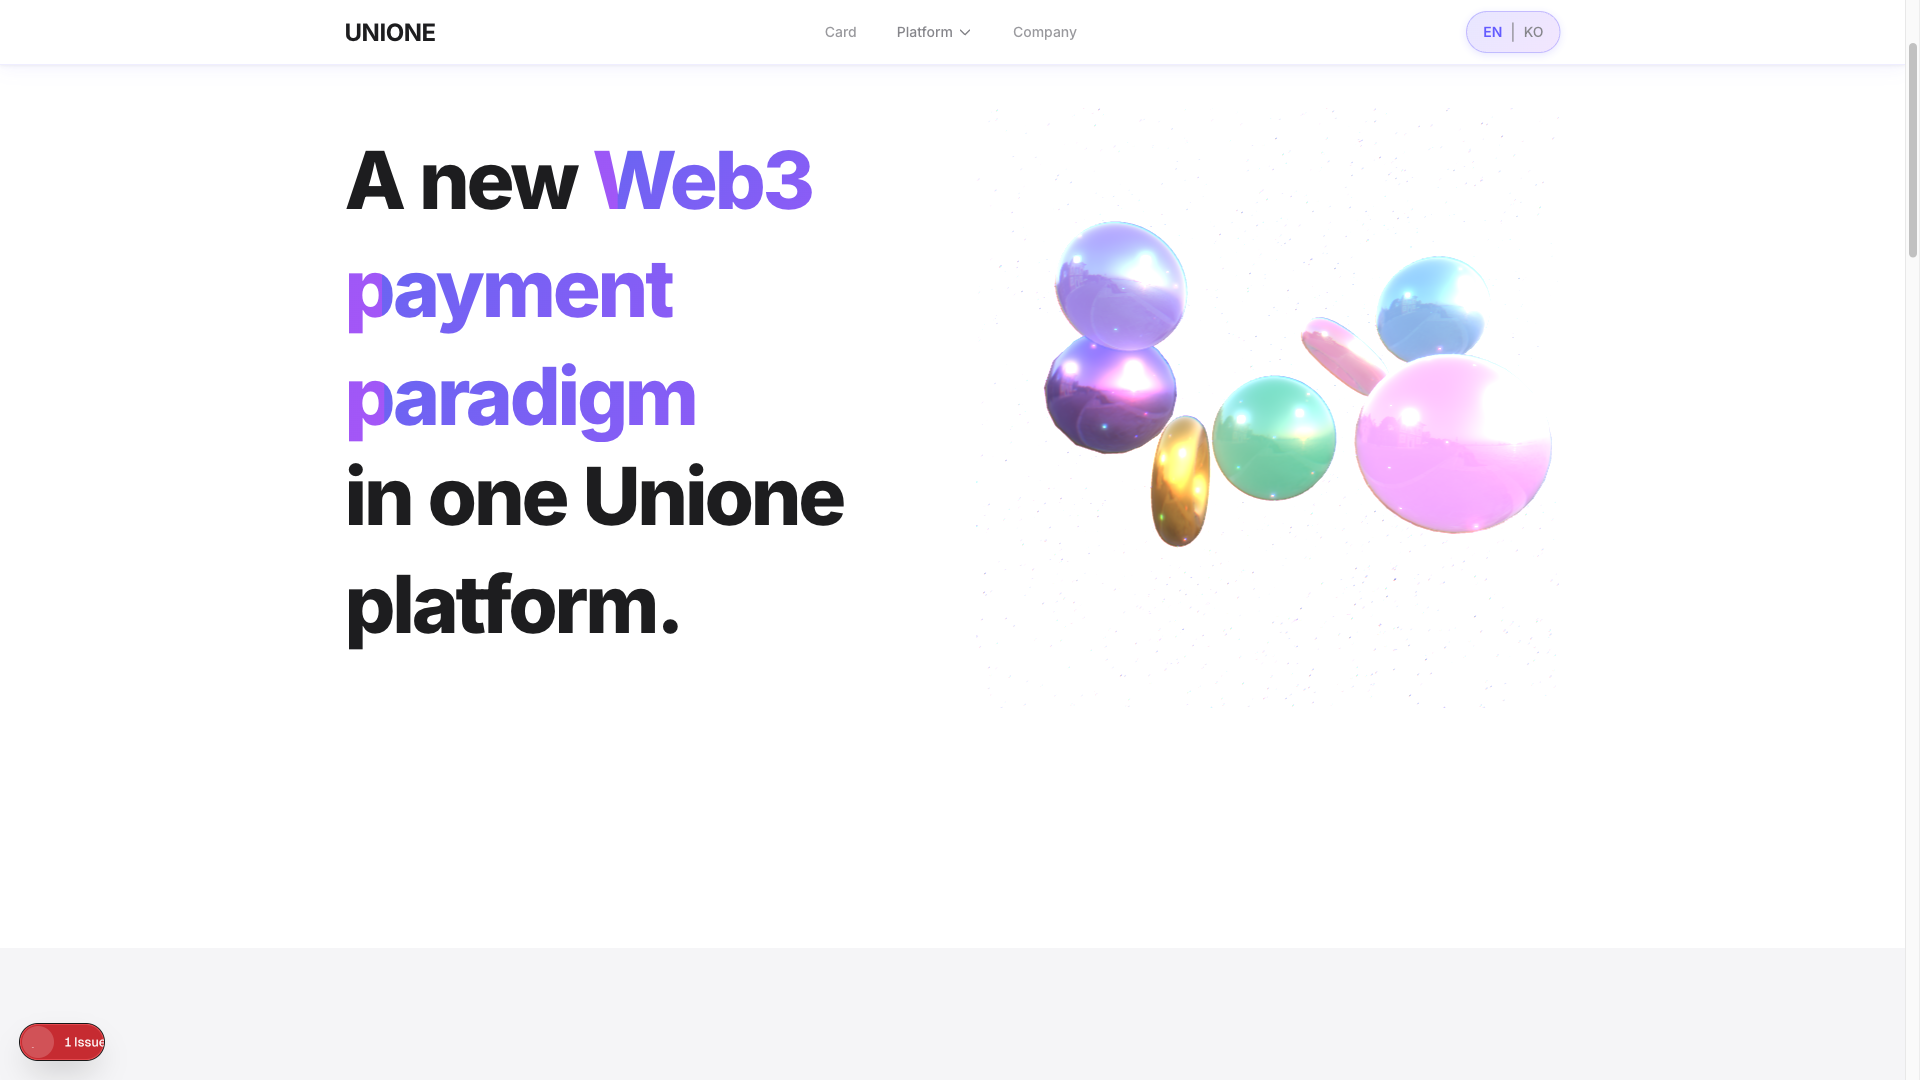 UNIONE
Card
Platform
Company
EN | KO
A new Web3
payment
paradigm
in one Unione
platform.
1 Issue